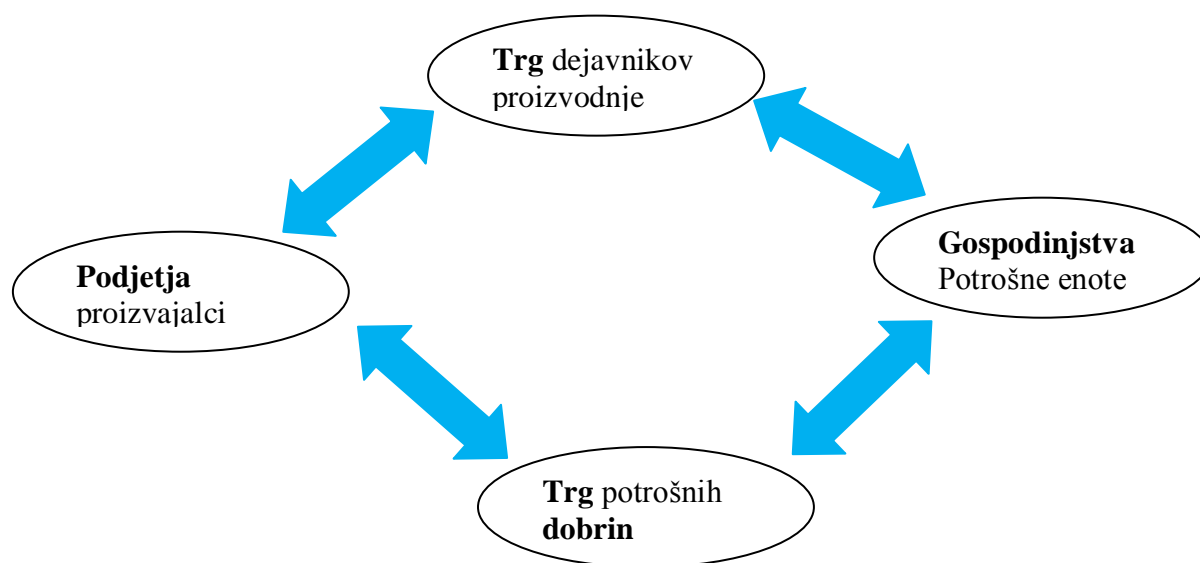 Trg dejavnikov
proizvodnje
Gospodinjstva
Potrošne enote
Podjetja
proizvajalci
Trg potrošnih
dobrin